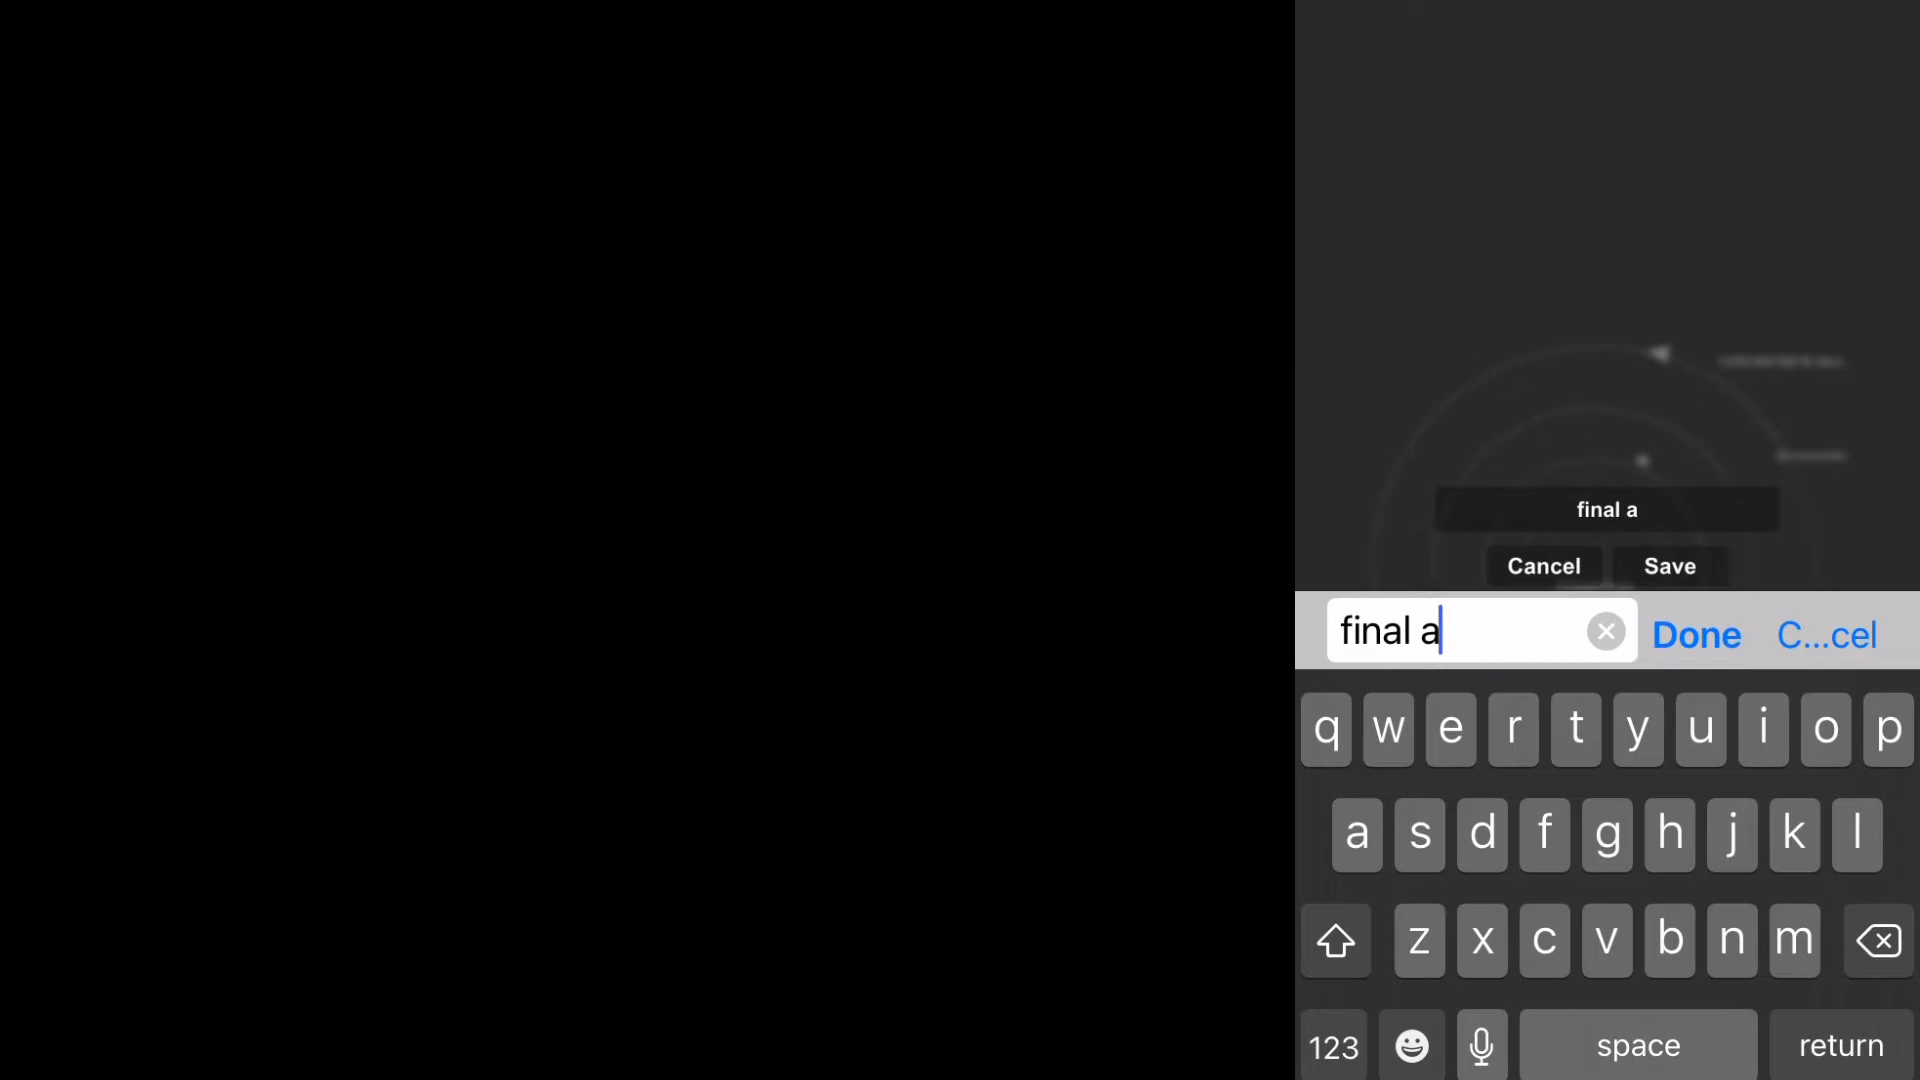 final a
Cancel Save
final a Done C...cel
q w e r t y u i o p
a s d f g h j k l
z x c v b n m
123 space return